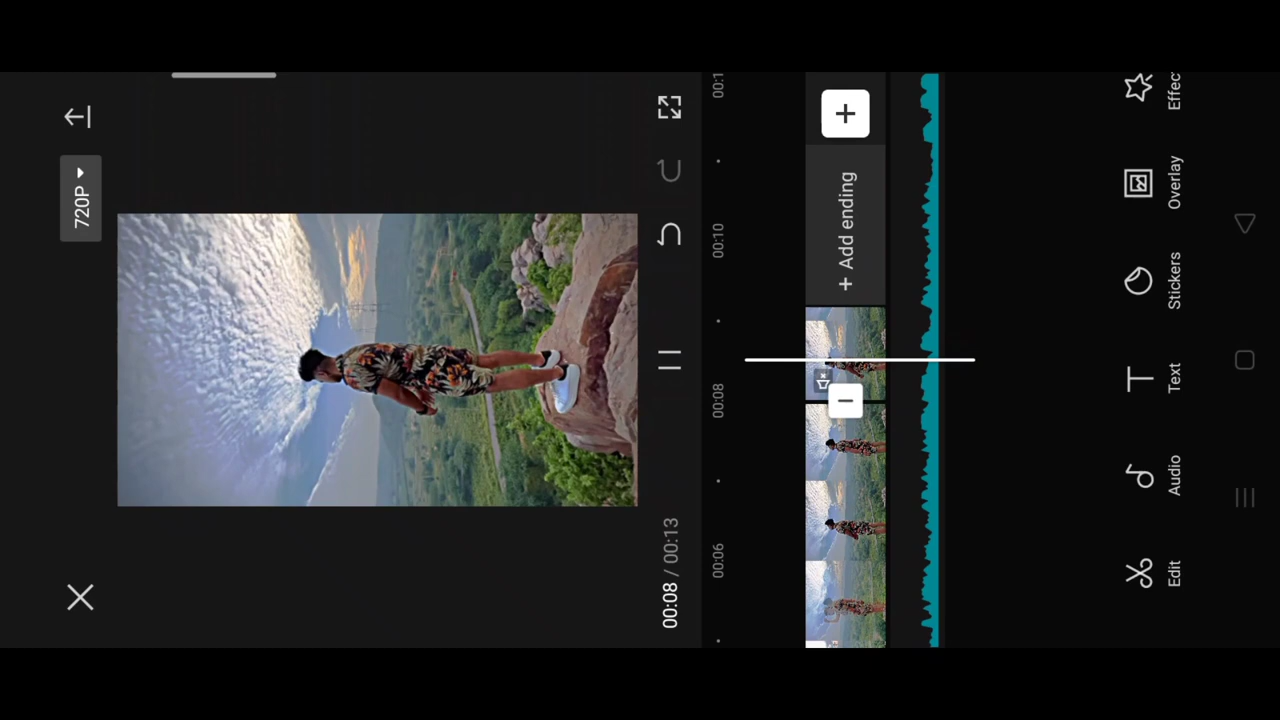 720P
00:08 / 00:13
00:06
00:08
00:10
00:1
+ Add ending
Edit
Audio
Text
Stickers
Overlay
Effec